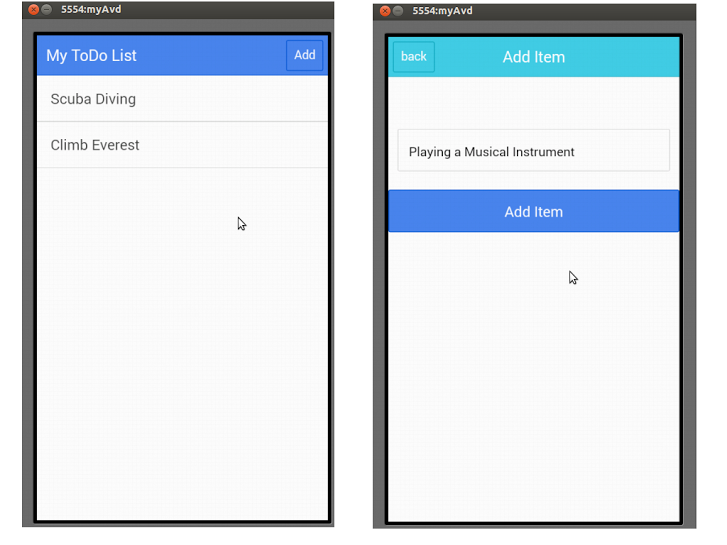 5554:myAvd
My ToDo List
Add
Scuba Diving
Climb Everest
5554:myAvd
back
Add Item
Playing a Musical Instrument
Add Item